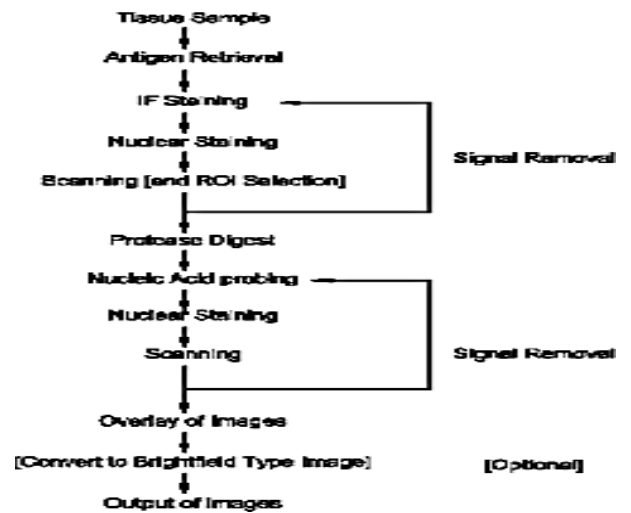 Tissue Sample
Antigen Retrieval
IF Staining
Nuclear Staining
Signal Removal
Scanning [and ROI Selection]
Protease Digest
Nucleic Acid probing
Nuclear Staining
Scanning
Signal Removal
Overlay of Images
[Convert to Brightfield Type Image]
[Optional]
Output of Images